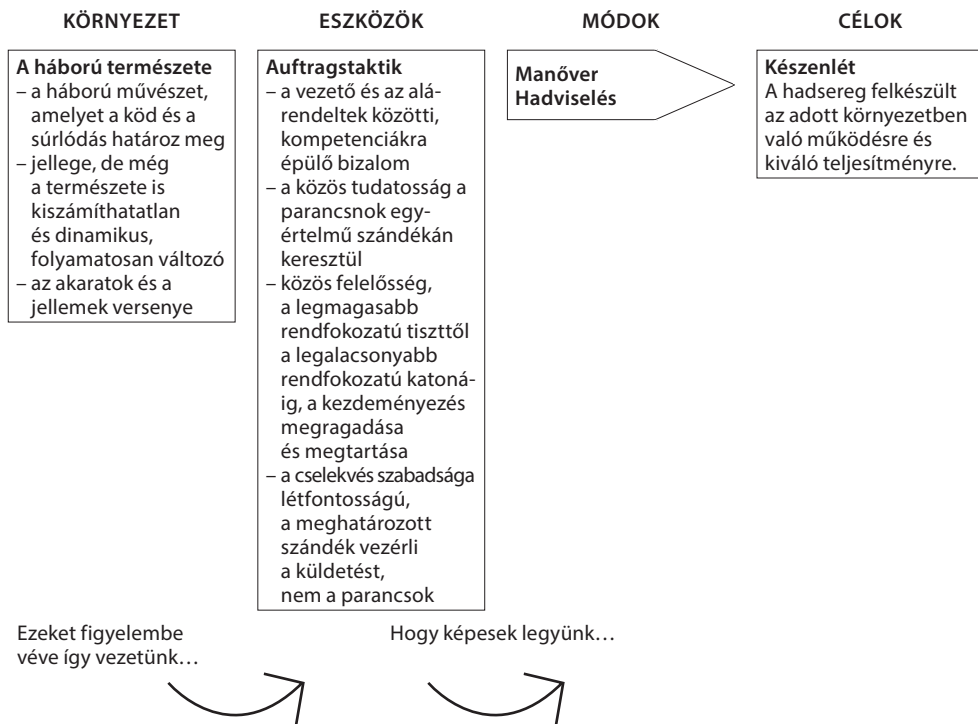 KÖRNYEZET
ESZKÖZÖK
MÓDOK
CÉLOK
A háború természete
– a háború művészet,
amelyet a köd és a
súrlódás határoz meg
– jellege, de még
a természete is
kiszámíthatatlan
és dinamikus,
folyamatosan változó
– az akaratok és a
jellemek versenye
Auftragstaktik
– a vezető és az alá-
rendeltek közötti,
kompetenciákra
épülő bizalom
– a közös tudatosság a
parancsnok egy-
értelmű szándékán
keresztül
– közös felelősség,
a legmagasabb
rendfokozatú tiszttől
a legalacsonyabb
rendfokozatú katoná-
ig, a kezdeményezés
megragadása
és megtartása
– a cselekvés szabadsága
létfontosságú,
a meghatározott
szándék vezérli
a küldetést,
nem a parancsok
Manőver
Hadviselés
Készenlét
A hadsereg felkészült
az adott környezetben
való működésre és
kiváló teljesítményre.
Ezeket figyelembe
véve így vezetünk…
Hogy képesek legyünk…